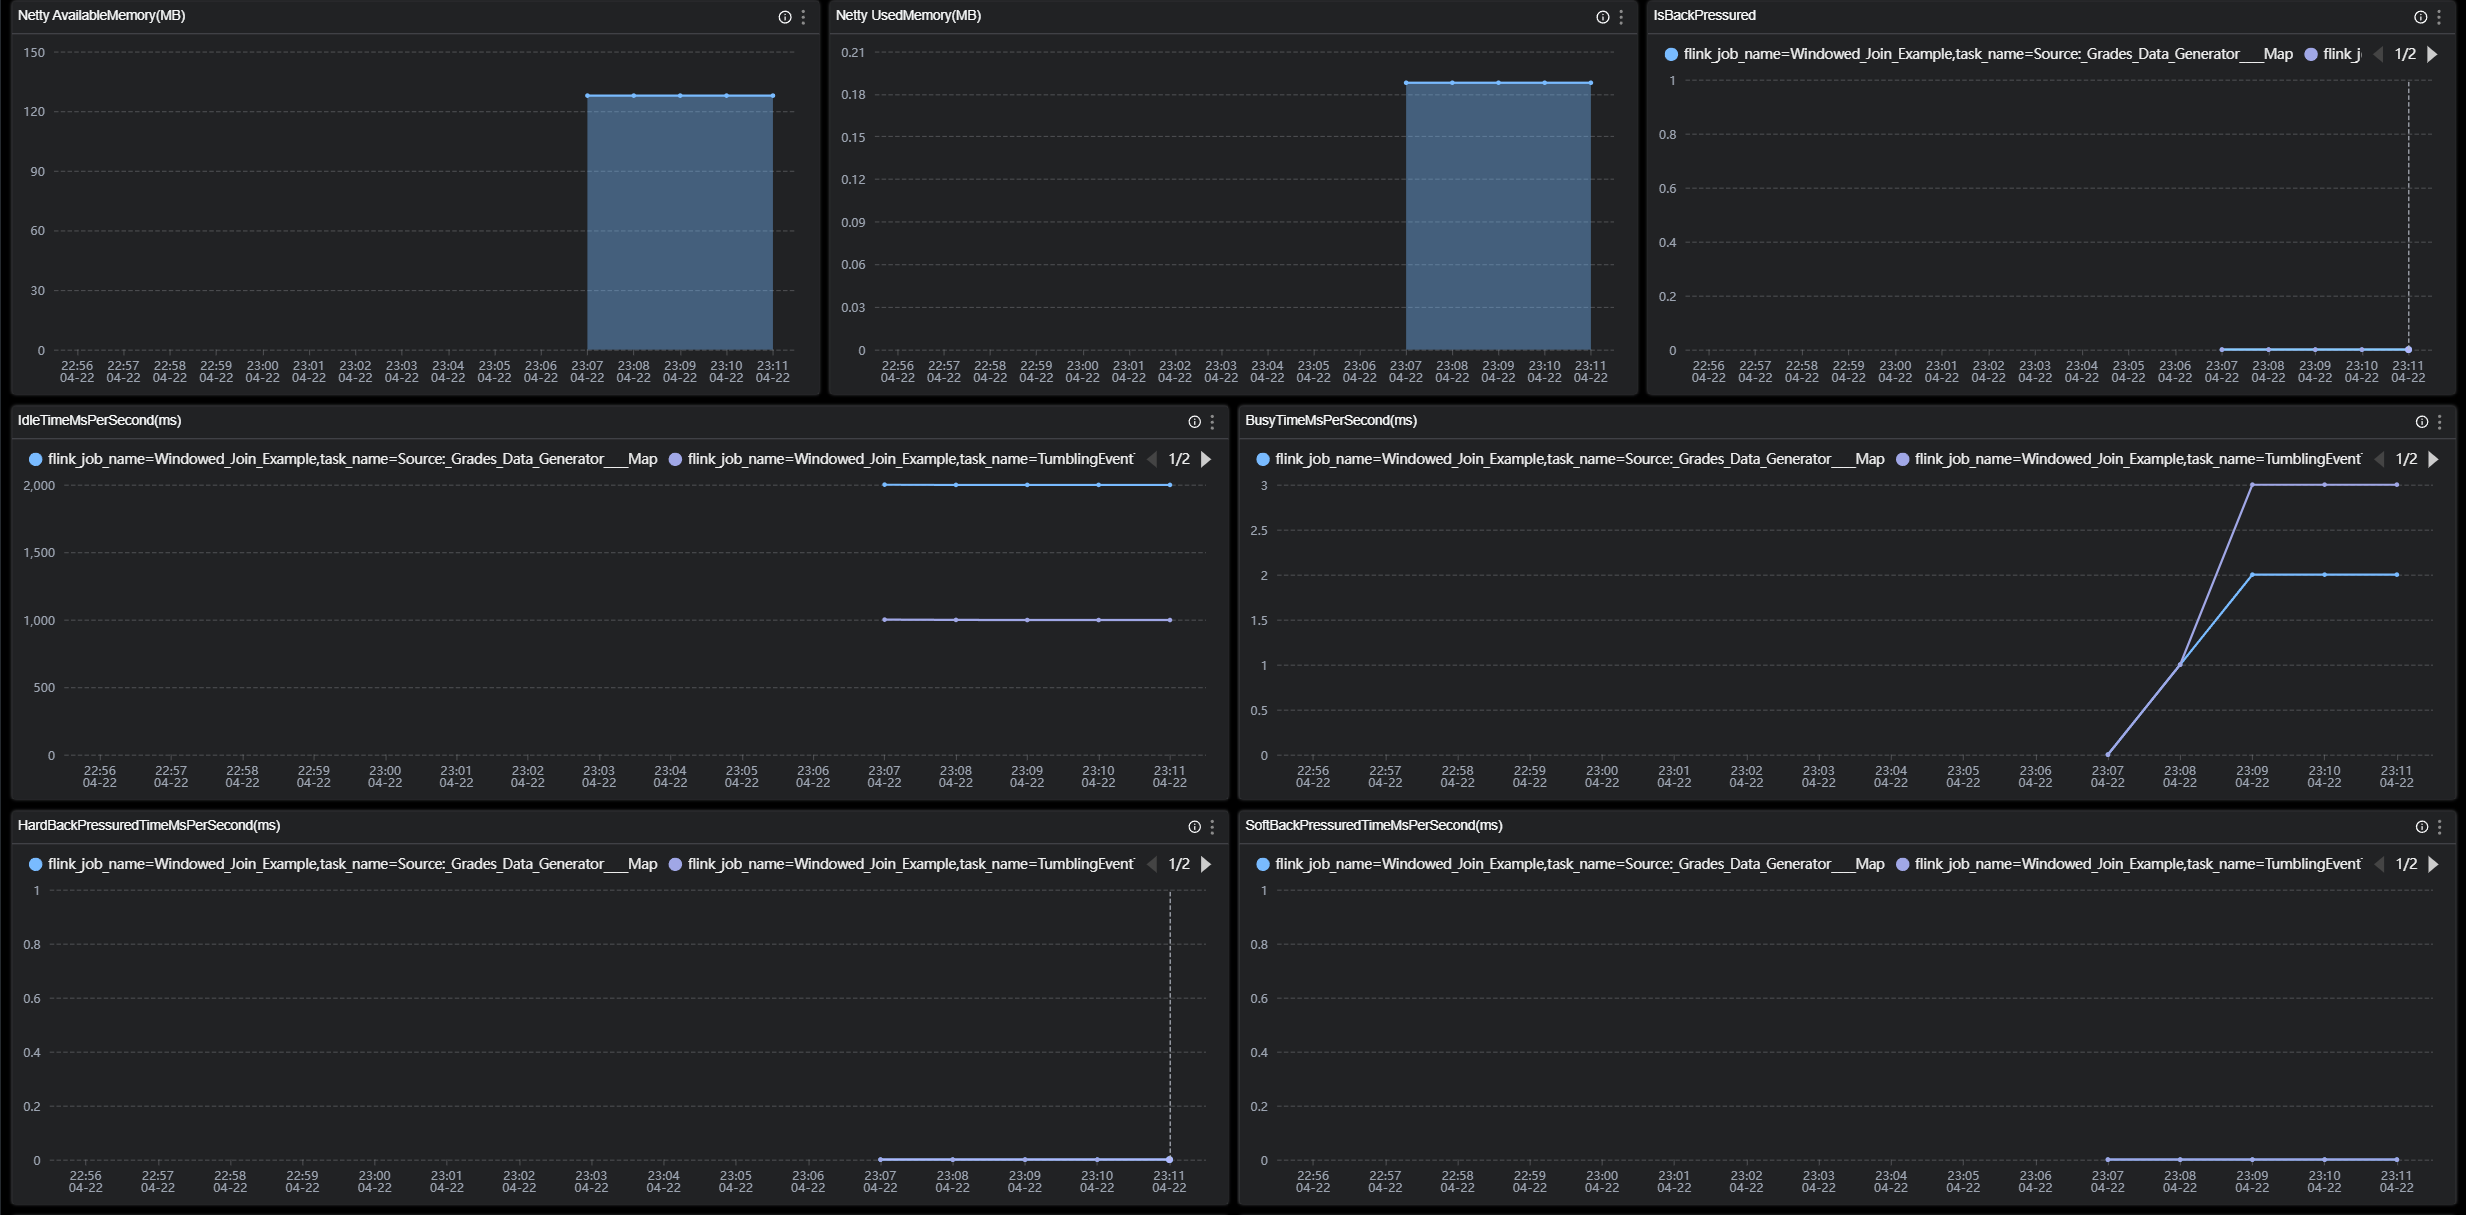 Netty AvailableMemory(MB)
150
120
90
60
30
0
22:56 22:57 22:58 22:59 23:00 23:01 23:02 23:03 23:04 23:05 23:06 23:07 23:08 23:09 23:10 23:11
04-22 04-22 04-22 04-22 04-22 04-22 04-22 04-22 04-22 04-22 04-22 04-22 04-22 04-22 04-22 04-22
Netty UsedMemory(MB)
0.21
0.18
0.15
0.12
0.09
0.06
0.03
0
22:56 22:57 22:58 22:59 23:00 23:01 23:02 23:03 23:04 23:05 23:06 23:07 23:08 23:09 23:10 23:11
04-22 04-22 04-22 04-22 04-22 04-22 04-22 04-22 04-22 04-22 04-22 04-22 04-22 04-22 04-22 04-22
IsBackPressured
flink_job_name=Windowed_Join_Example,task_name=Source:_Grades_Data_Generator____Map flink_j 1/2
1
0.8
0.6
0.4
0.2
0
22:56 22:57 22:58 22:59 23:00 23:01 23:02 23:03 23:04 23:05 23:06 23:07 23:08 23:09 23:10 23:11
04-22 04-22 04-22 04-22 04-22 04-22 04-22 04-22 04-22 04-22 04-22 04-22 04-22 04-22 04-22 04-22
IdleTimeMsPerSecond(ms)
flink_job_name=Windowed_Join_Example,task_name=Source:_Grades_Data_Generator____Map flink_job_name=Windowed_Join_Example,task_name=TumblingEvent 1/2
2,000
1,500
1,000
500
0
22:56 22:57 22:58 22:59 23:00 23:01 23:02 23:03 23:04 23:05 23:06 23:07 23:08 23:09 23:10 23:11
04-22 04-22 04-22 04-22 04-22 04-22 04-22 04-22 04-22 04-22 04-22 04-22 04-22 04-22 04-22 04-22
BusyTimeMsPerSecond(ms)
flink_job_name=Windowed_Join_Example,task_name=Source:_Grades_Data_Generator____Map flink_job_name=Windowed_Join_Example,task_name=TumblingEvent 1/2
3
2.5
2
1.5
1
0.5
0
22:56 22:57 22:58 22:59 23:00 23:01 23:02 23:03 23:04 23:05 23:06 23:07 23:08 23:09 23:10 23:11
04-22 04-22 04-22 04-22 04-22 04-22 04-22 04-22 04-22 04-22 04-22 04-22 04-22 04-22 04-22 04-22
HardBackPressuredTimeMsPerSecond(ms)
flink_job_name=Windowed_Join_Example,task_name=Source:_Grades_Data_Generator____Map flink_job_name=Windowed_Join_Example,task_name=TumblingEvent 1/2
1
0.8
0.6
0.4
0.2
0
22:56 22:57 22:58 22:59 23:00 23:01 23:02 23:03 23:04 23:05 23:06 23:07 23:08 23:09 23:10 23:11
04-22 04-22 04-22 04-22 04-22 04-22 04-22 04-22 04-22 04-22 04-22 04-22 04-22 04-22 04-22 04-22
SoftBackPressuredTimeMsPerSecond(ms)
flink_job_name=Windowed_Join_Example,task_name=Source:_Grades_Data_Generator____Map flink_job_name=Windowed_Join_Example,task_name=TumblingEvent 1/2
1
0.8
0.6
0.4
0.2
0
22:56 22:57 22:58 22:59 23:00 23:01 23:02 23:03 23:04 23:05 23:06 23:07 23:08 23:09 23:10 23:11
04-22 04-22 04-22 04-22 04-22 04-22 04-22 04-22 04-22 04-22 04-22 04-22 04-22 04-22 04-22 04-22